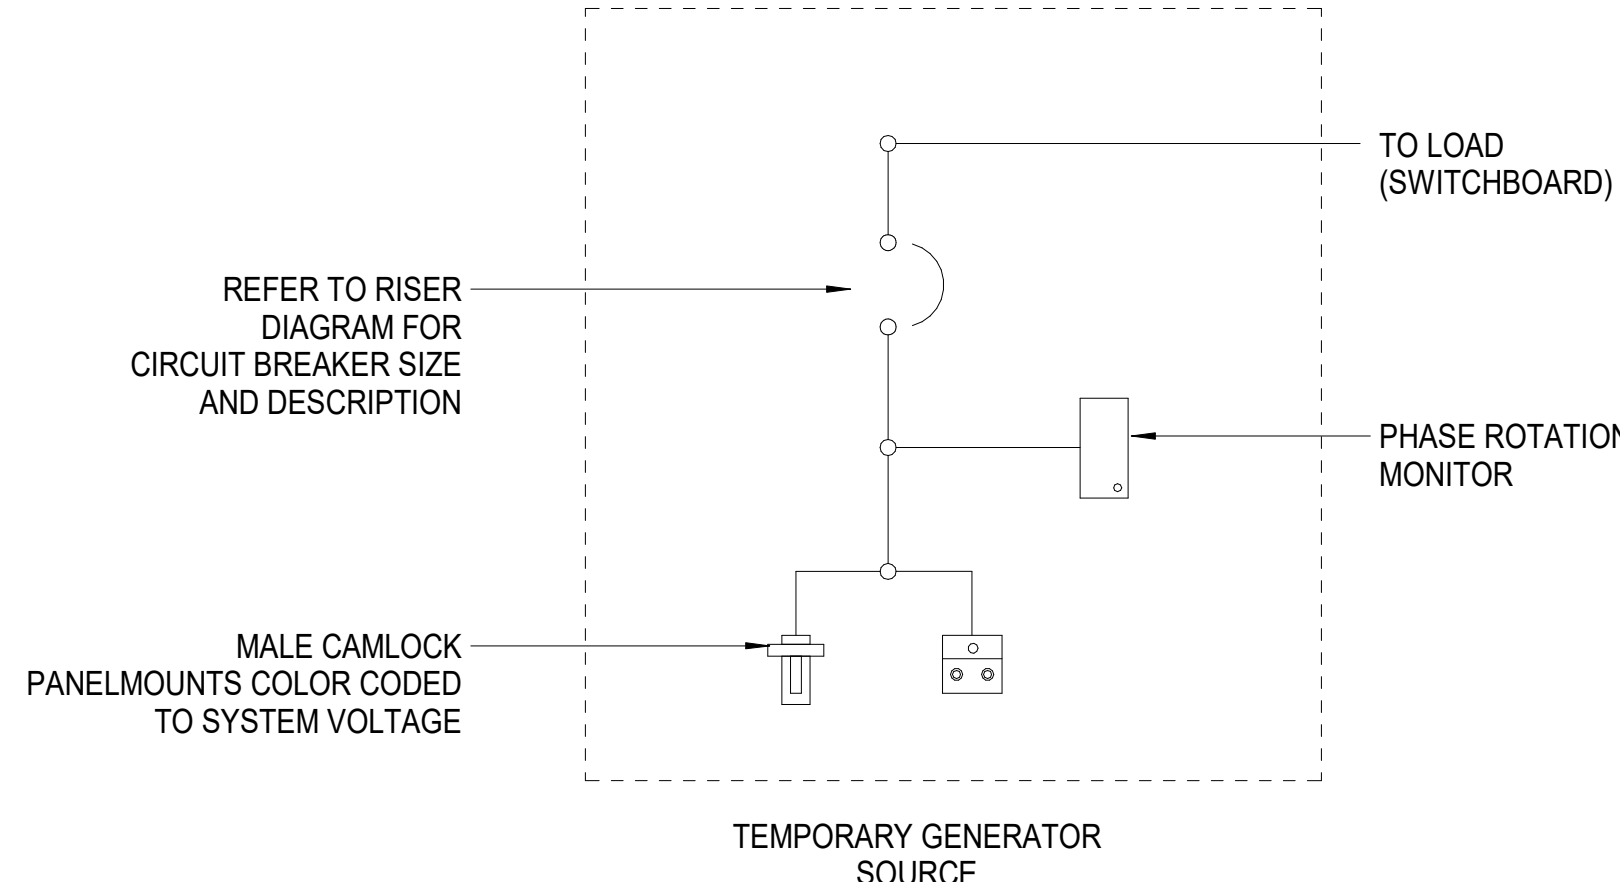 TO LOAD
(SWITCHBOARD)
REFER TO RISER
DIAGRAM FOR
CIRCUIT BREAKER SIZE
AND DESCRIPTION
PHASE ROTATION
MONITOR
MALE CAMLOCK
PANELMOUNTS COLOR CODED
TO SYSTEM VOLTAGE
TEMPORARY GENERATOR
SOURCE